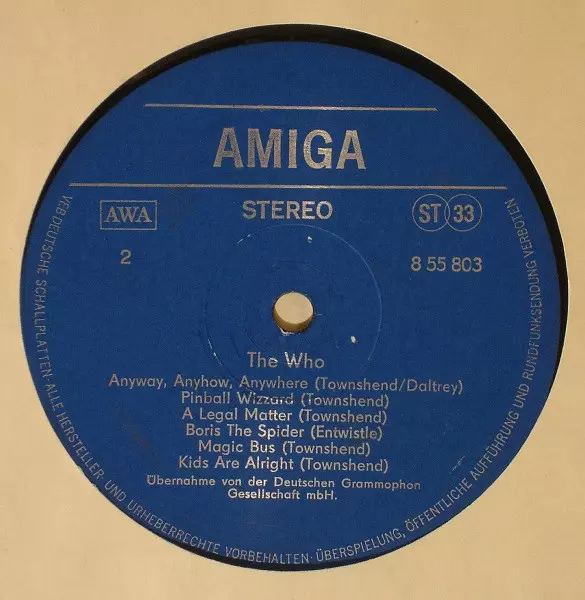 AMIGA
AWA
STEREO
ST 33
2
8 55 803
The Who
Anyway, Anyhow, Anywhere (Townshend/Daltrey)
Pinball Wizzard (Townshend)
A Legal Matter (Townshend)
Boris The Spider (Entwistle)
Magic Bus (Townshend)
Kids Are Alright (Townshend)
Übernahme von der Deutschen Grammophon
Gesellschaft mbH.
VEB DEUTSCHE SCHALLPLATTEN · ALLE HERSTELLER- UND URHEBERRECHTE VORBEHALTEN · ÜBERSPIELUNG, ÖFFENTLICHE AUFFÜHRUNG UND RUNDFUNKSENDUNG VERBOTEN